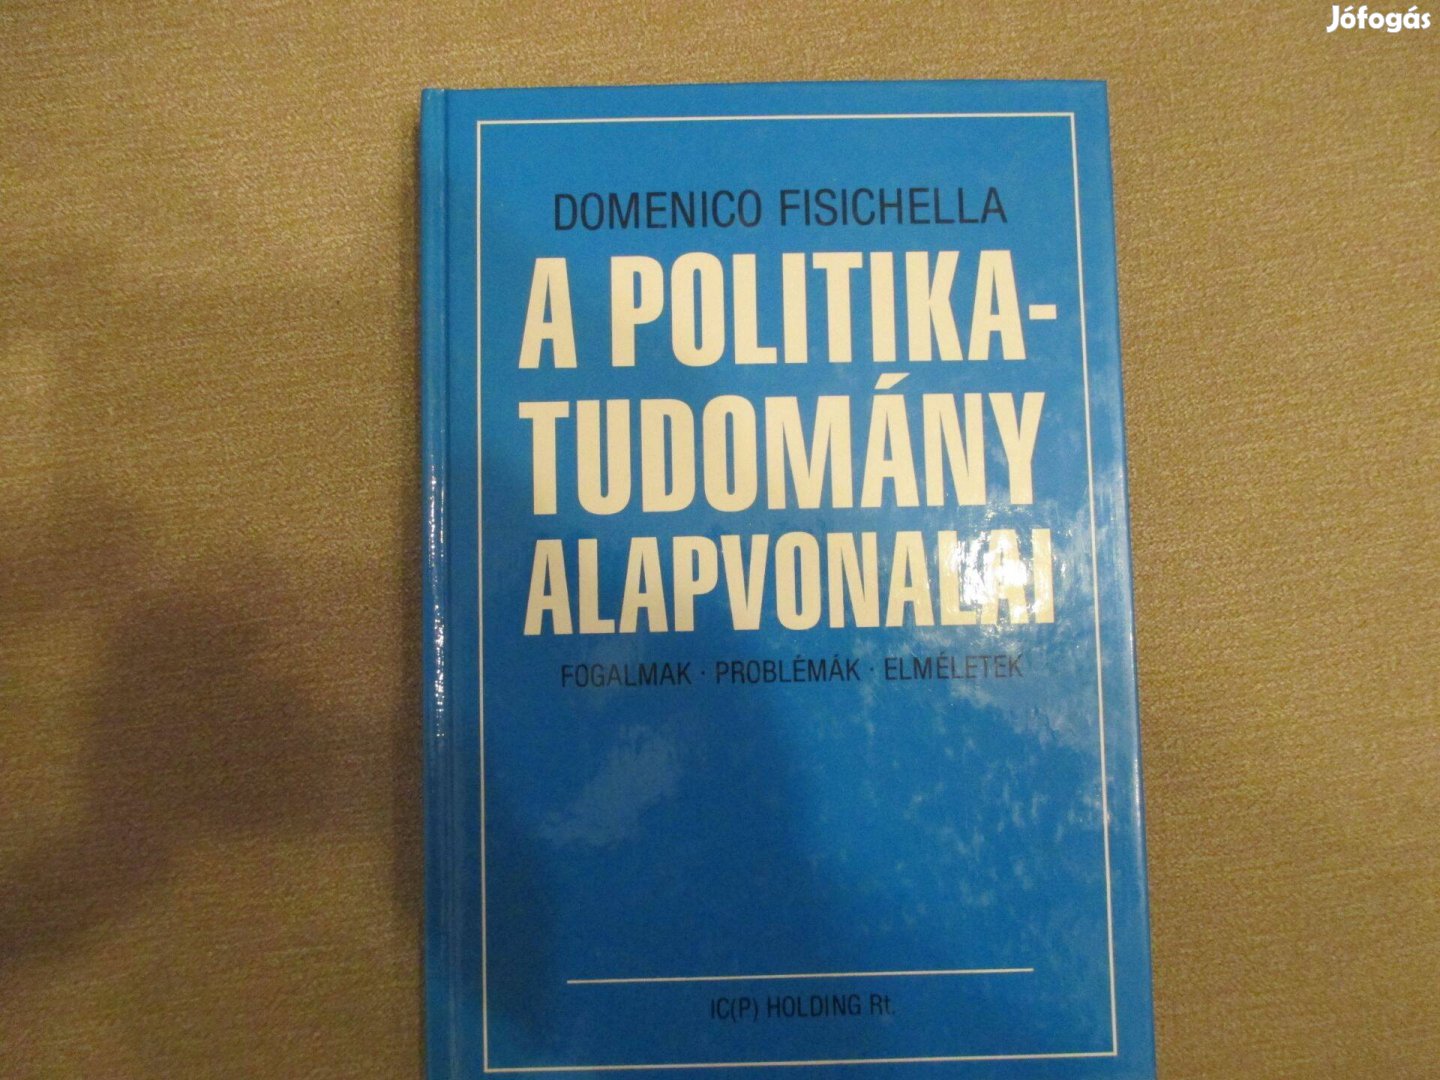 Jófogás
DOMENICO FISICHELLA
A POLITIKA-
TUDOMÁNY
ALAPVONALAI
FOGALMAK · PROBLÉMÁK · ELMÉLETEK
IC(P) HOLDING Rt.